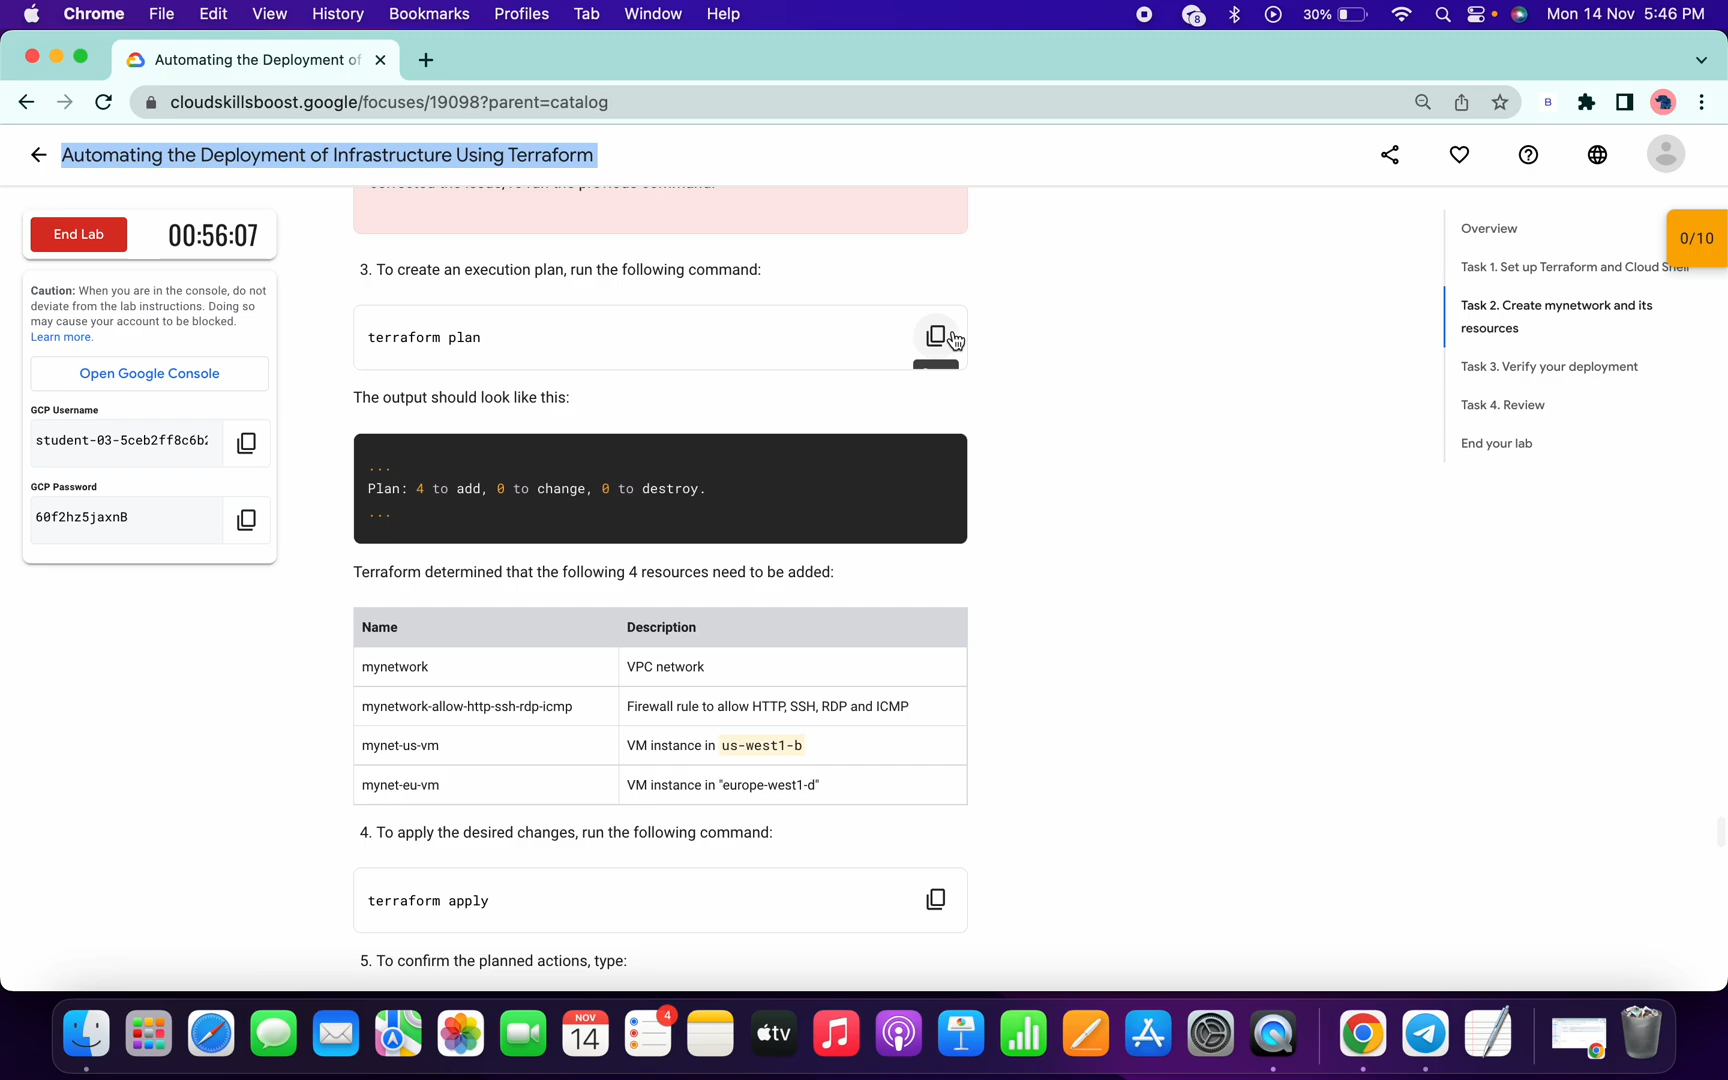 Chrome File Edit View History Bookmarks Profiles Tab Window Help 8 30% Mon 14 Nov 5:46 PM
Automating the Deployment of
cloudskillsboost.google/focuses/19098?parent=catalog B
Automating the Deployment of Infrastructure Using Terraform
End Lab 00:56:07
Caution: When you are in the console, do not
deviate from the lab instructions. Doing so
may cause your account to be blocked.
Learn more.
Open Google Console
GCP Username
student-03-5ceb2ff8c6b2
GCP Password
60f2hz5jaxnB
3. To create an execution plan, run the following command:
terraform plan
The output should look like this:
...
Plan: 4 to add, 0 to change, 0 to destroy.
...
Terraform determined that the following 4 resources need to be added:
Name Description
mynetwork VPC network
mynetwork-allow-http-ssh-rdp-icmp Firewall rule to allow HTTP, SSH, RDP and ICMP
mynet-us-vm VM instance in us-west1-b
mynet-eu-vm VM instance in "europe-west1-d"
4. To apply the desired changes, run the following command:
terraform apply
5. To confirm the planned actions, type:
Overview
0/10
Task 1. Set up Terraform and Cloud Shell
Task 2. Create mynetwork and its
resources
Task 3. Verify your deployment
Task 4. Review
End your lab
NOV
14
4
tv